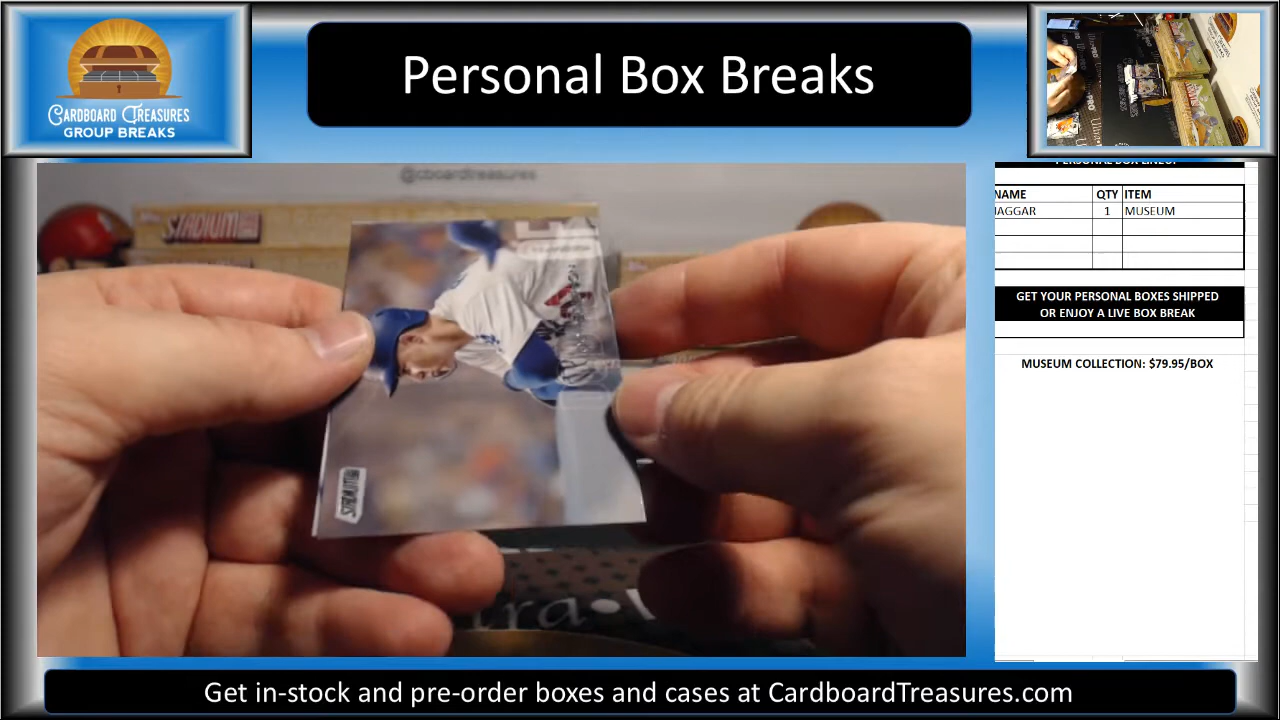 CARDBOARD TREASURES
GROUP BREAKS
Personal Box Breaks
@cboardtreasures
STADIUM
STADIUM
NAME QTY ITEM
JAGGAR 1 MUSEUM
GET YOUR PERSONAL BOXES SHIPPED
OR ENJOY A LIVE BOX BREAK
MUSEUM COLLECTION: $79.95/BOX
Get in-stock and pre-order boxes and cases at CardboardTreasures.com